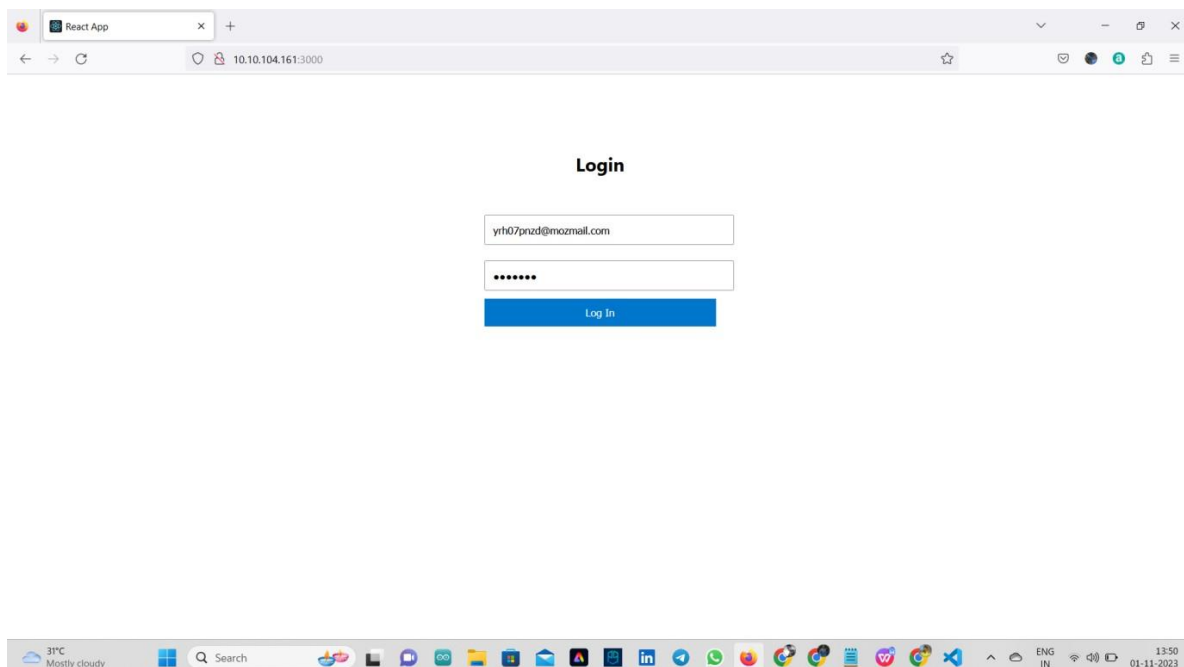 React App
10.10.104.161:3000
Login
yrh07pnzd@mozmail.com
•••••••
Log In
31°C
Mostly cloudy
Search
ENG
IN
13:50
01-11-2023